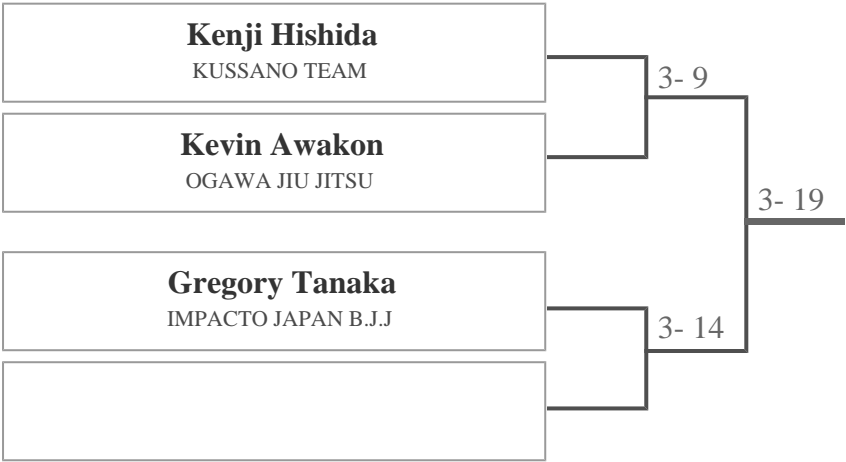 Kenji Hishida
KUSSANO TEAM
3- 9
Kevin Awakon
OGAWA JIU JITSU
3- 19
Gregory Tanaka
IMPACTO JAPAN B.J.J
3- 14